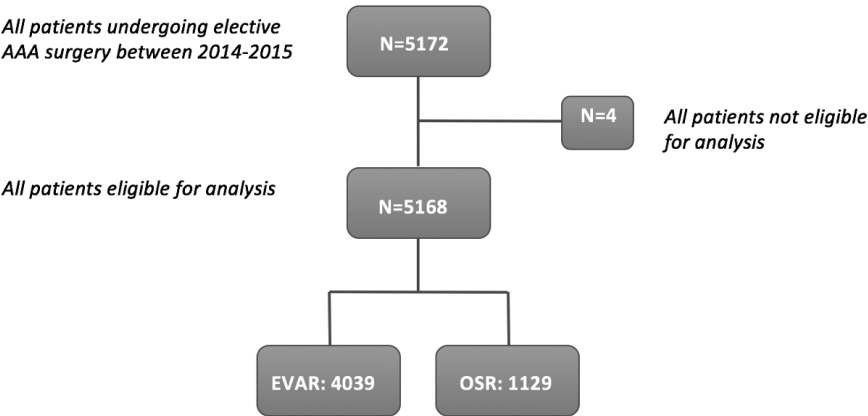 All patients undergoing elective
AAA surgery between 2014-2015
N=5172
N=4
All patients not eligible
for analysis
All patients eligible for analysis
N=5168
EVAR: 4039
OSR: 1129